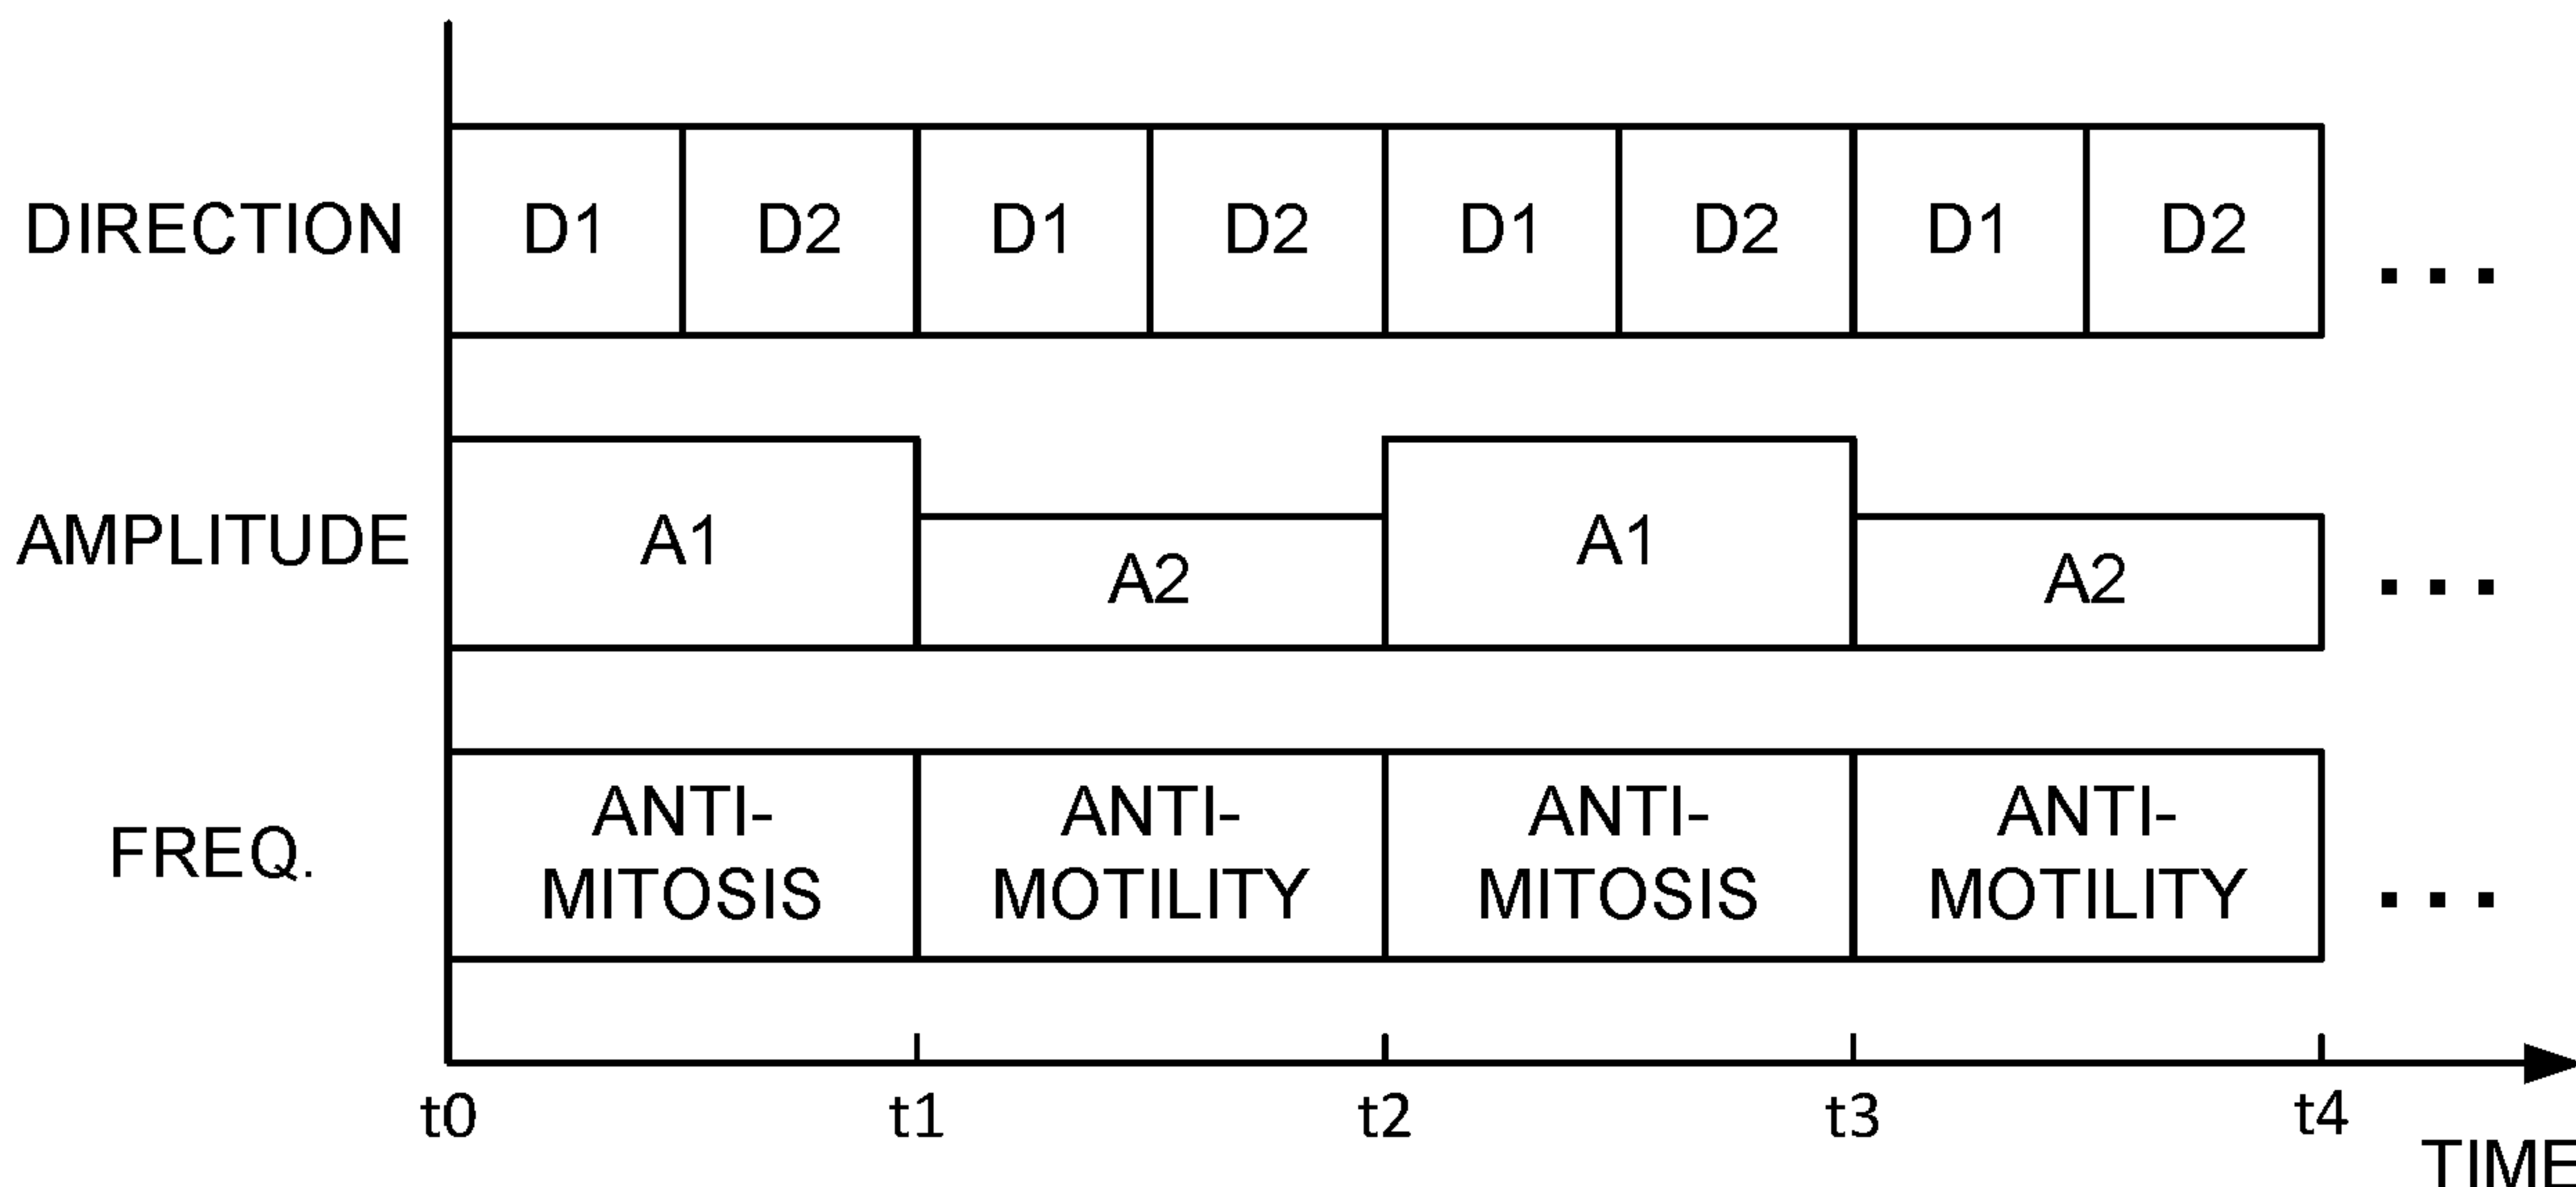 DIRECTION D1 D2 D1 D2 D1 D2 D1 D2 ...
AMPLITUDE A1 A2 A1 A2 ...
FREQ. ANTI- ANTI- ANTI- ANTI-
MITOSIS MOTILITY MITOSIS MOTILITY ...
t0 t1 t2 t3 t4
TIME